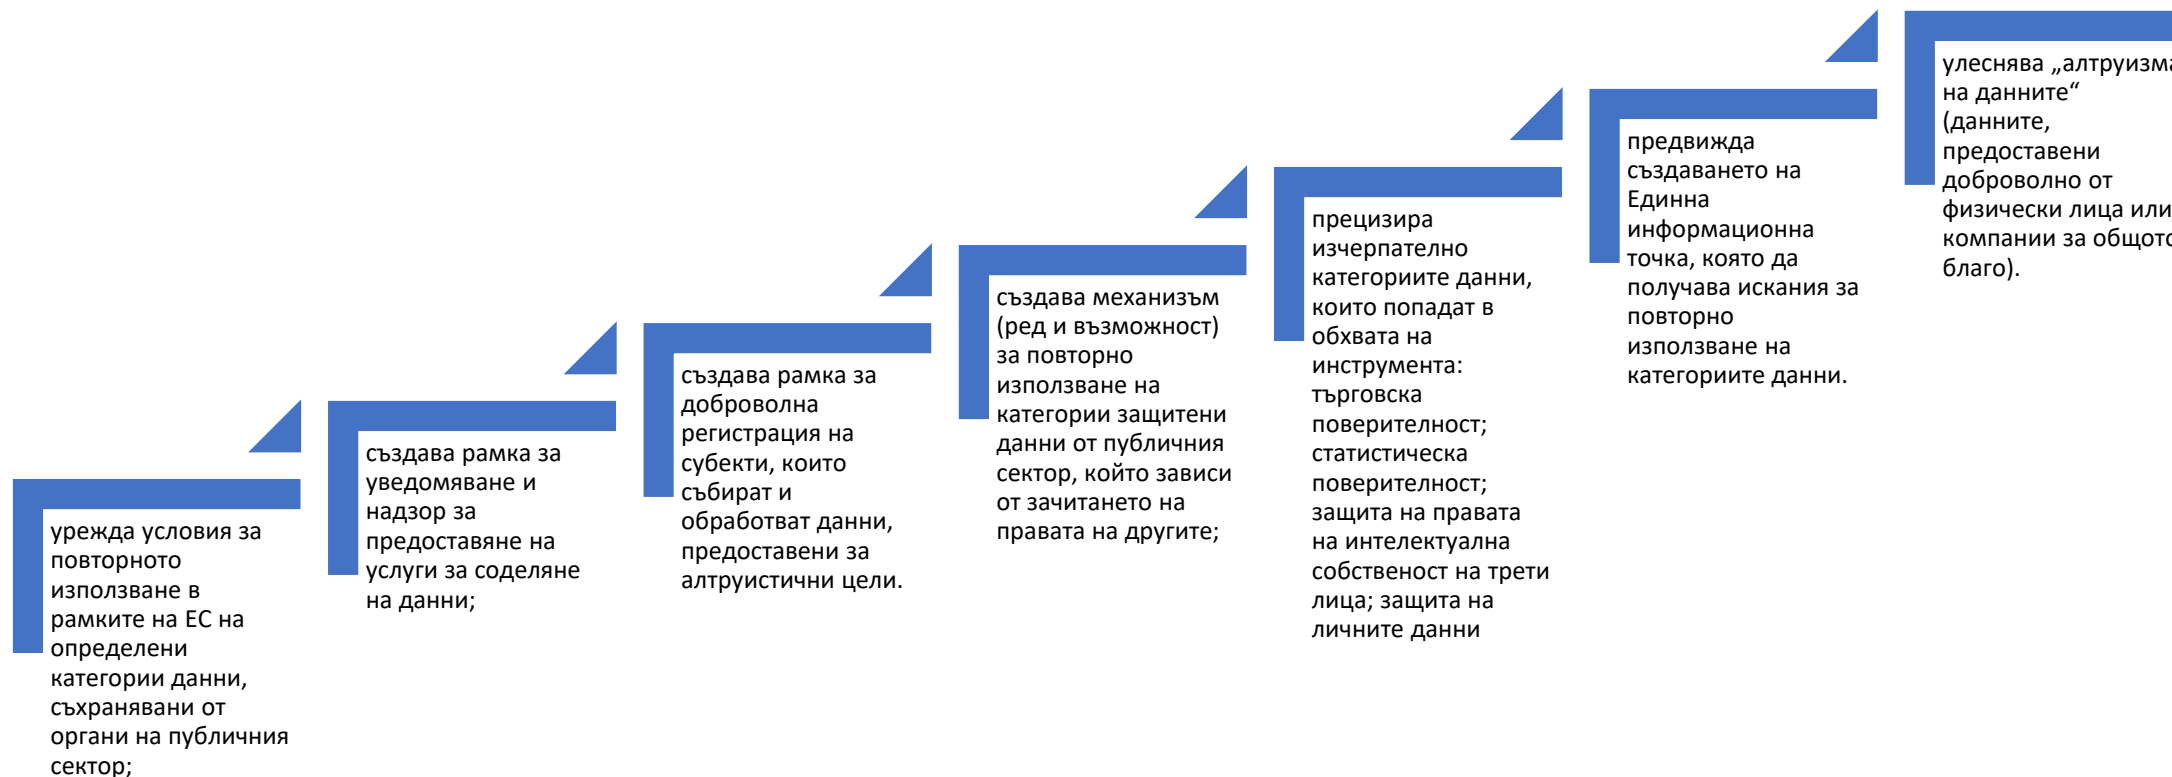 урежда условия за
повторното
използване в
рамките на ЕС на
определени
категории данни,
съхранявани от
органи на публичния
сектор;
създава рамка за
уведомяване и
надзор за
предоставяне на
услуги за соделяне
на данни;
създава рамка за
доброволна
регистрация на
субекти, които
събират и
обработват данни,
предоставени за
алтруистични цели.
създава механизъм
(ред и възможност)
за повторно
използване на
категории защитени
данни от публичния
сектор, който зависи
от зачитането на
правата на другите;
прецизира
изчерпателно
категориите данни,
които попадат в
обхвата на
инструмента:
търговска
поверителност;
статистическа
поверителност;
защита на правата
на интелектуална
собственост на трети
лица; защита на
личните данни
предвижда
създаването на
Единна
информационна
точка, която да
получава искания за
повторно
използване на
категориите данни.
улеснява „алтруизма
на данните“
(данните,
предоставени
доброволно от
физически лица или
компании за общото
благо).